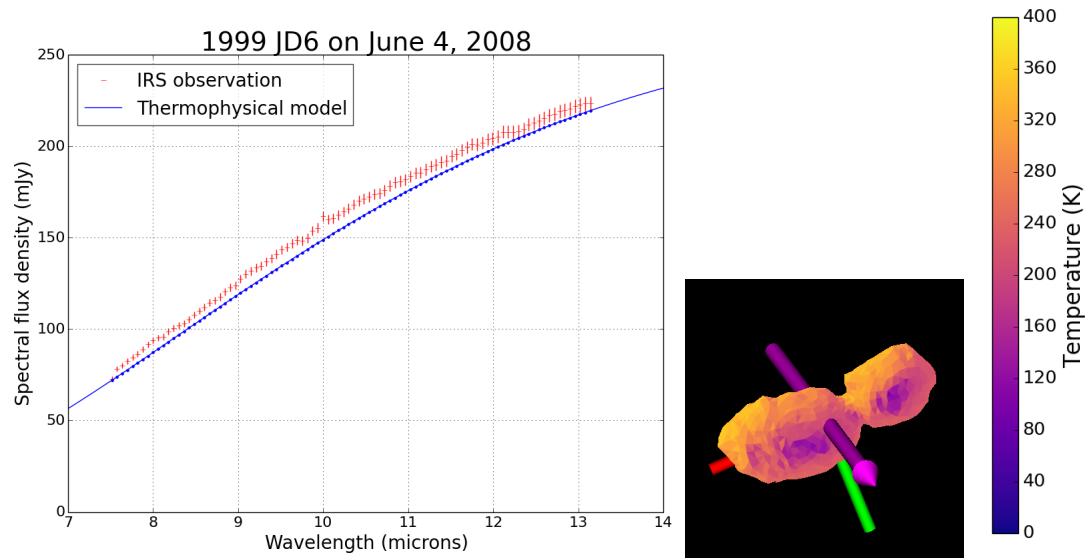 1999 JD6 on June 4, 2008
IRS observation
Thermophysical model
Spectral flux density (mJy)
250
200
150
100
50
0
7 8 9 10 11 12 13 14
Wavelength (microns)
400
360
320
280
240
200
160
120
80
40
0
Temperature (K)